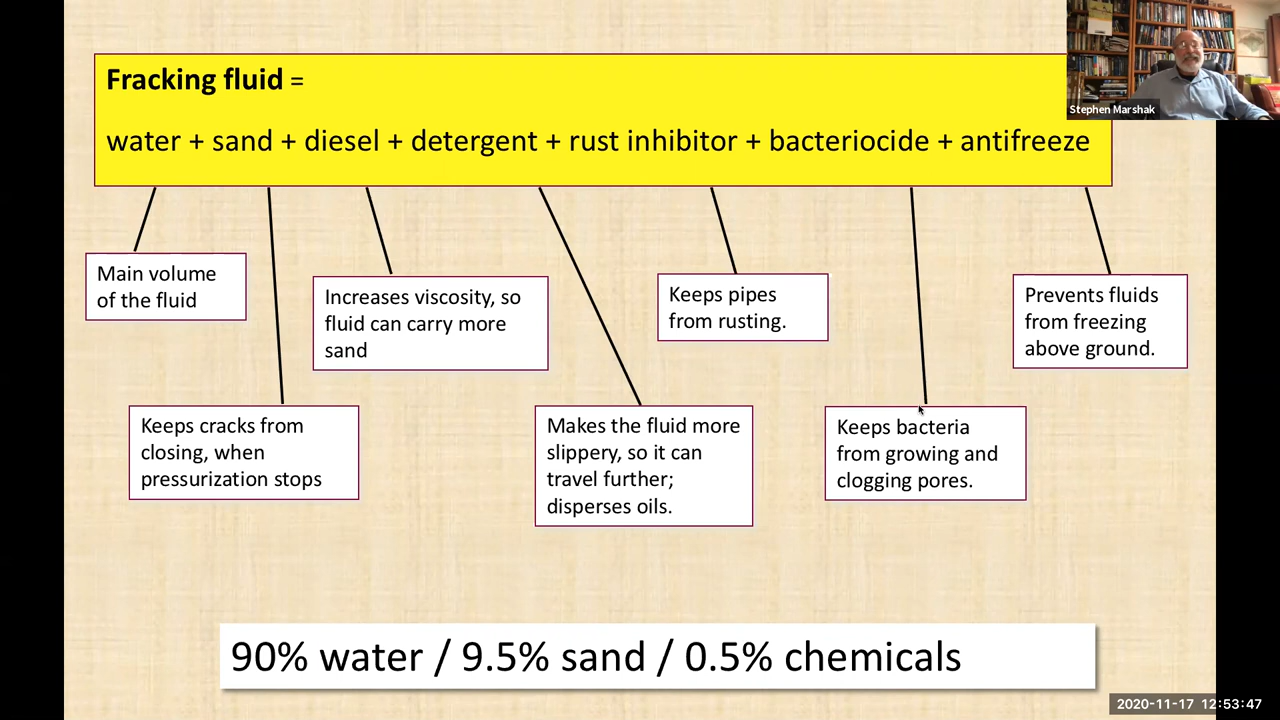 Fracking fluid =
water + sand + diesel + detergent + rust inhibitor + bacteriocide + antifreeze
Stephen Marshak
Main volume
of the fluid
Increases viscosity, so
fluid can carry more
sand
Keeps pipes
from rusting.
Prevents fluids
from freezing
above ground.
Keeps cracks from
closing, when
pressurization stops
Makes the fluid more
slippery, so it can
travel further;
disperses oils.
Keeps bacteria
from growing and
clogging pores.
90% water / 9.5% sand / 0.5% chemicals
2020-11-17 12:53:47